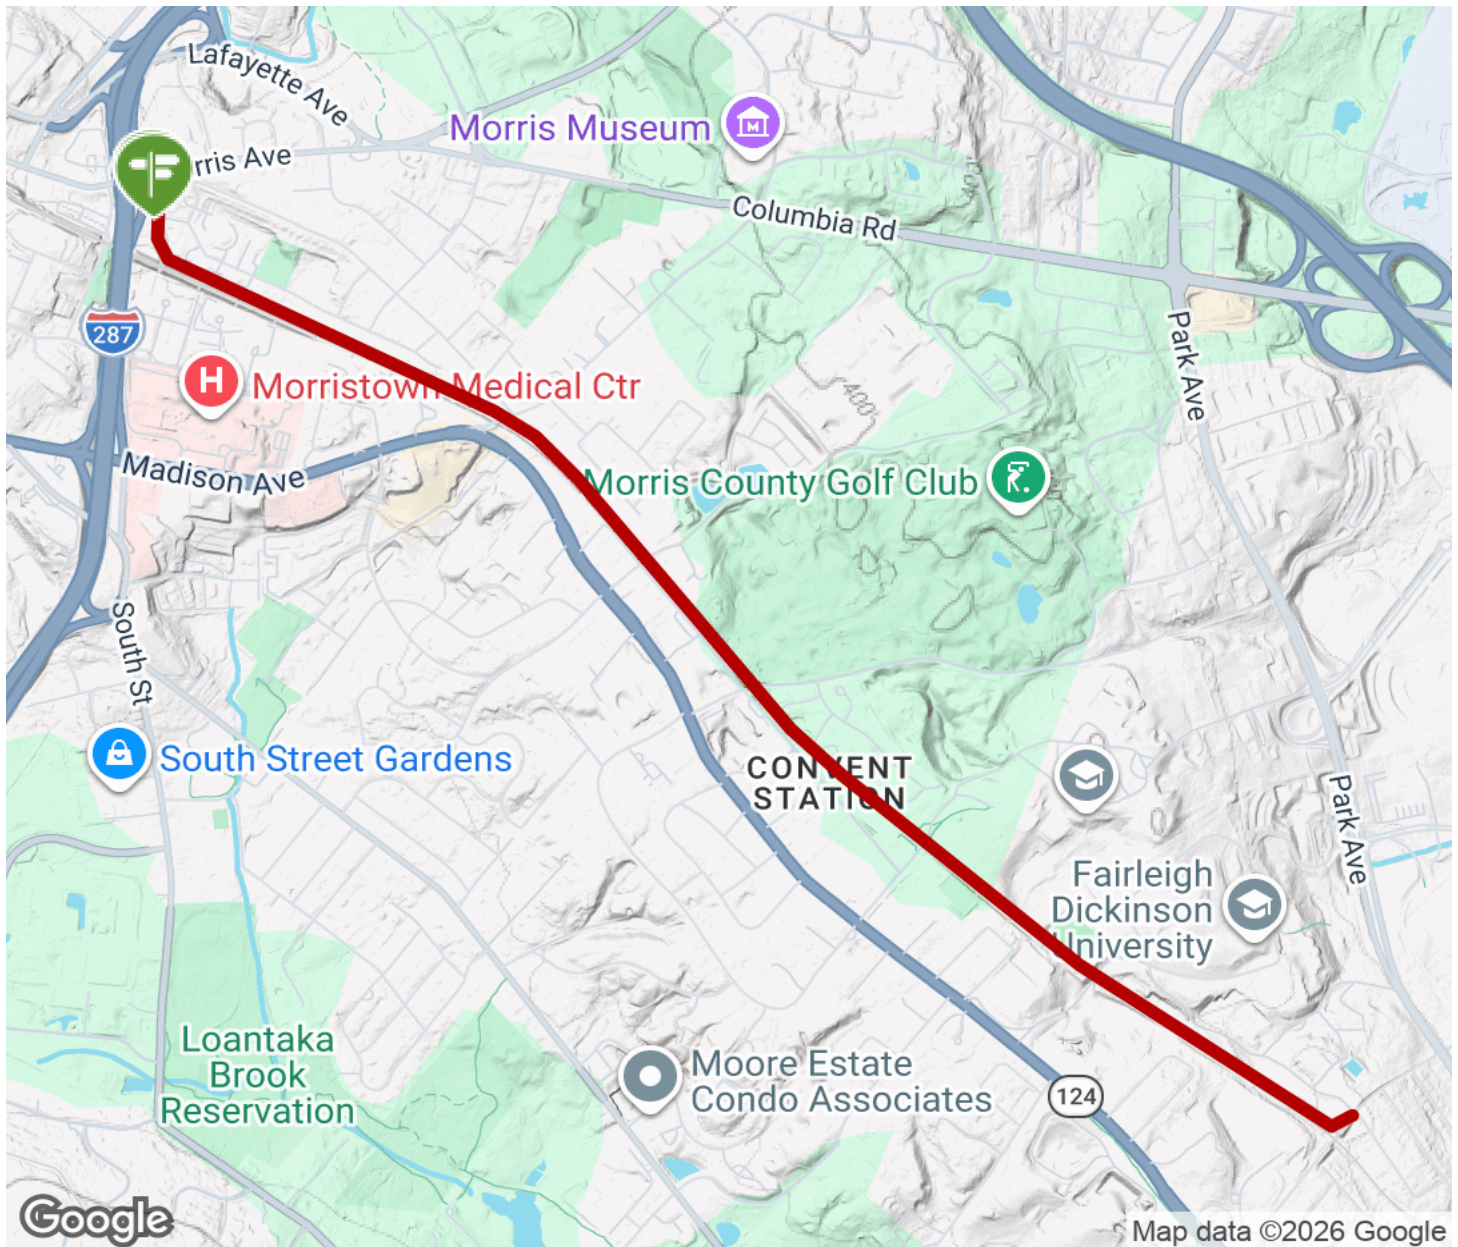 Lafayette Ave
rris Ave
Morris Museum
M
Columbia Rd
287
H
Morristown Medical Ctr
Park Ave
400'
Madison Ave
Morris County Golf Club
South St
South Street Gardens
CONVENT
STATION
Park Ave
Fairleigh
Dickinson
University
Loantaka
Brook
Reservation
Moore Estate
Condo Associates
124
Google
Map data ©2026 Google